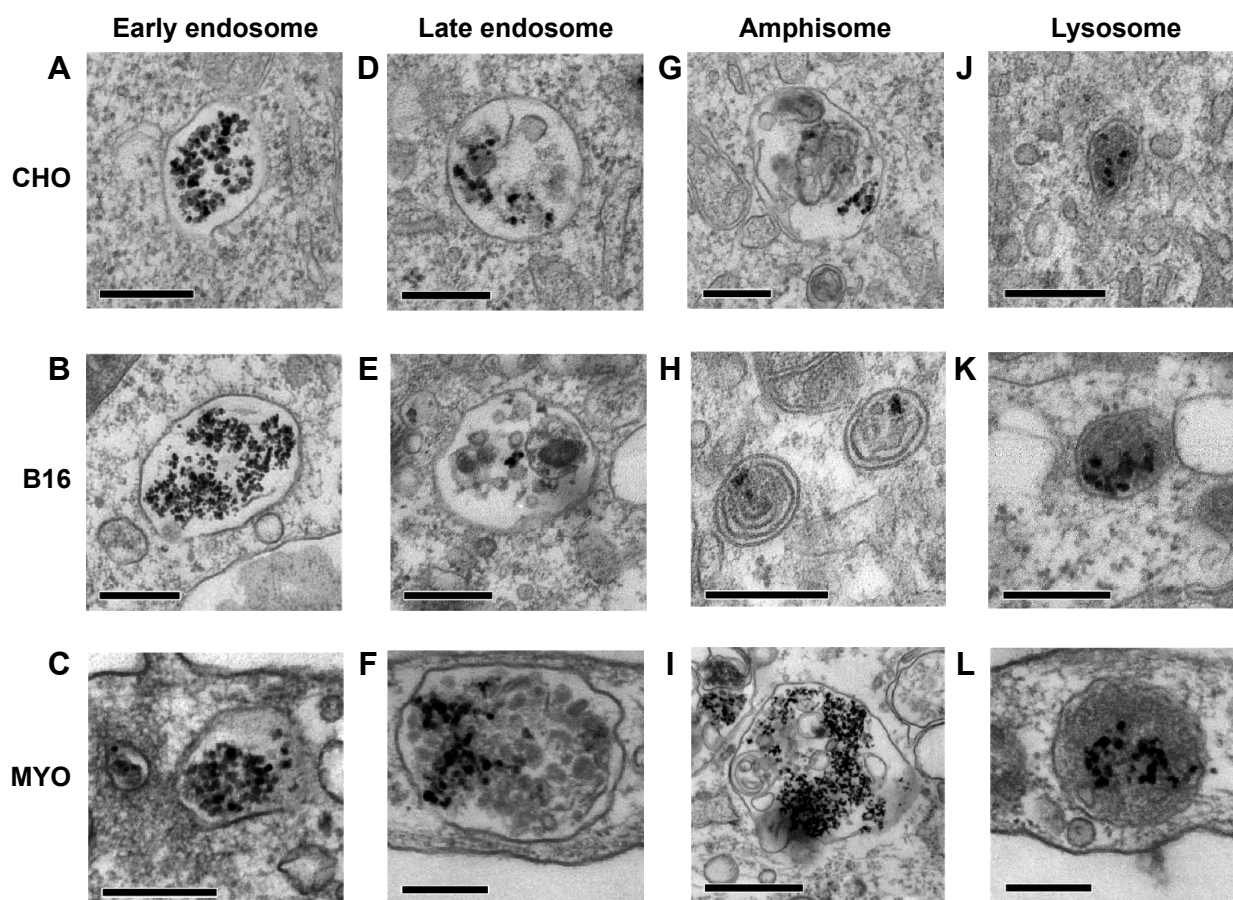 Early endosome Late endosome Amphisome Lysosome
A D G J
CHO
B E H K
B16
C F I L
MYO